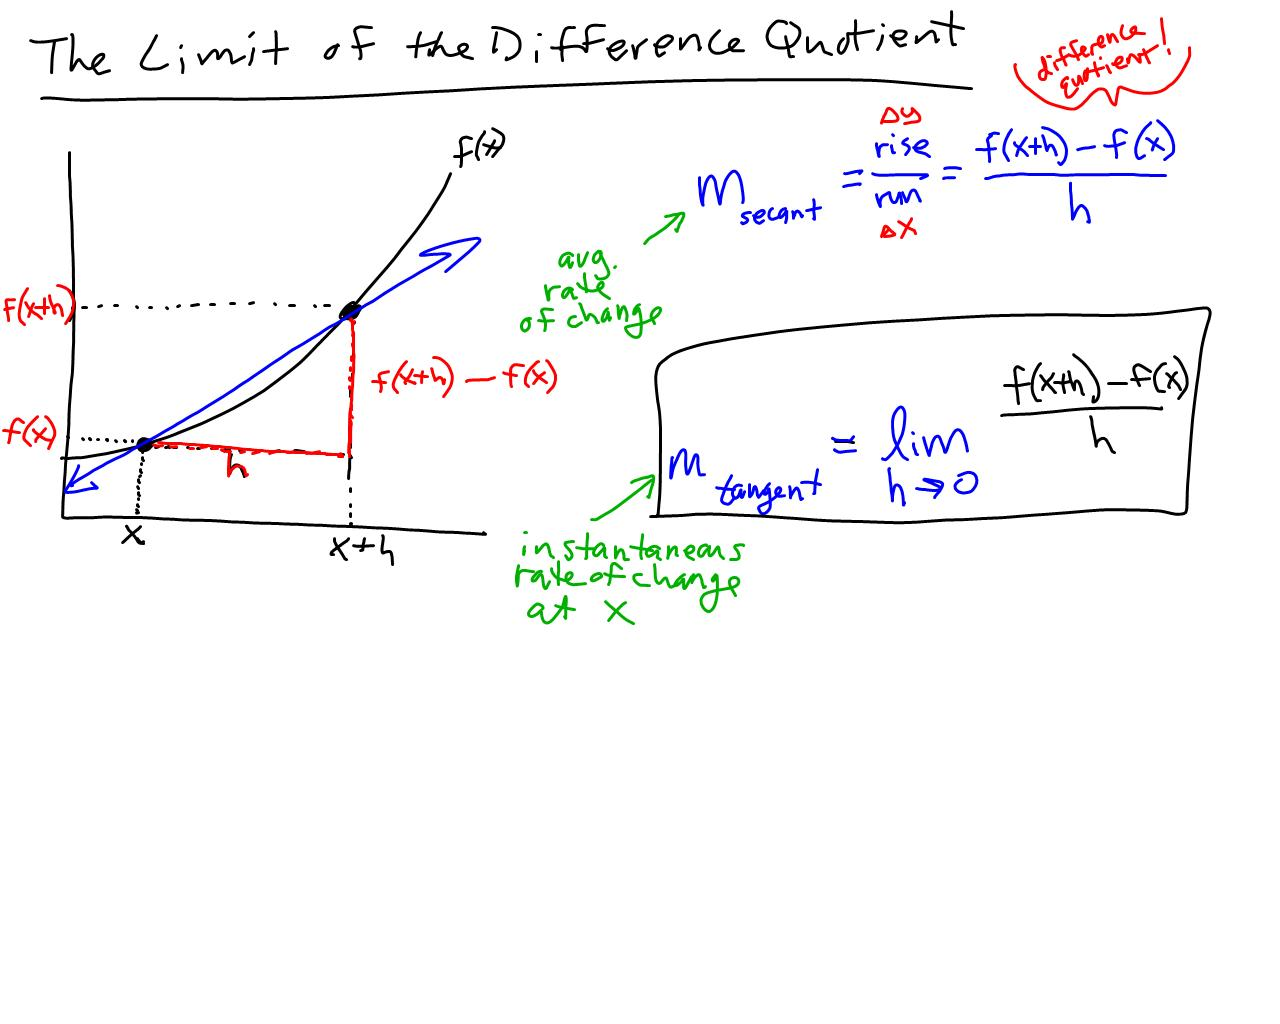 The Limit of the Difference Quotient
difference
quotient!
f(x)
Δy
m secant = rise/run = f(x+h) - f(x) / h
Δx
avg.
rate
of change
f(x+h)
f(x+h) — f(x)
f(x)
h
x
x+h
m tangent = lim h→0 f(x+h) - f(x) / h
instantaneous
rate of change
at x